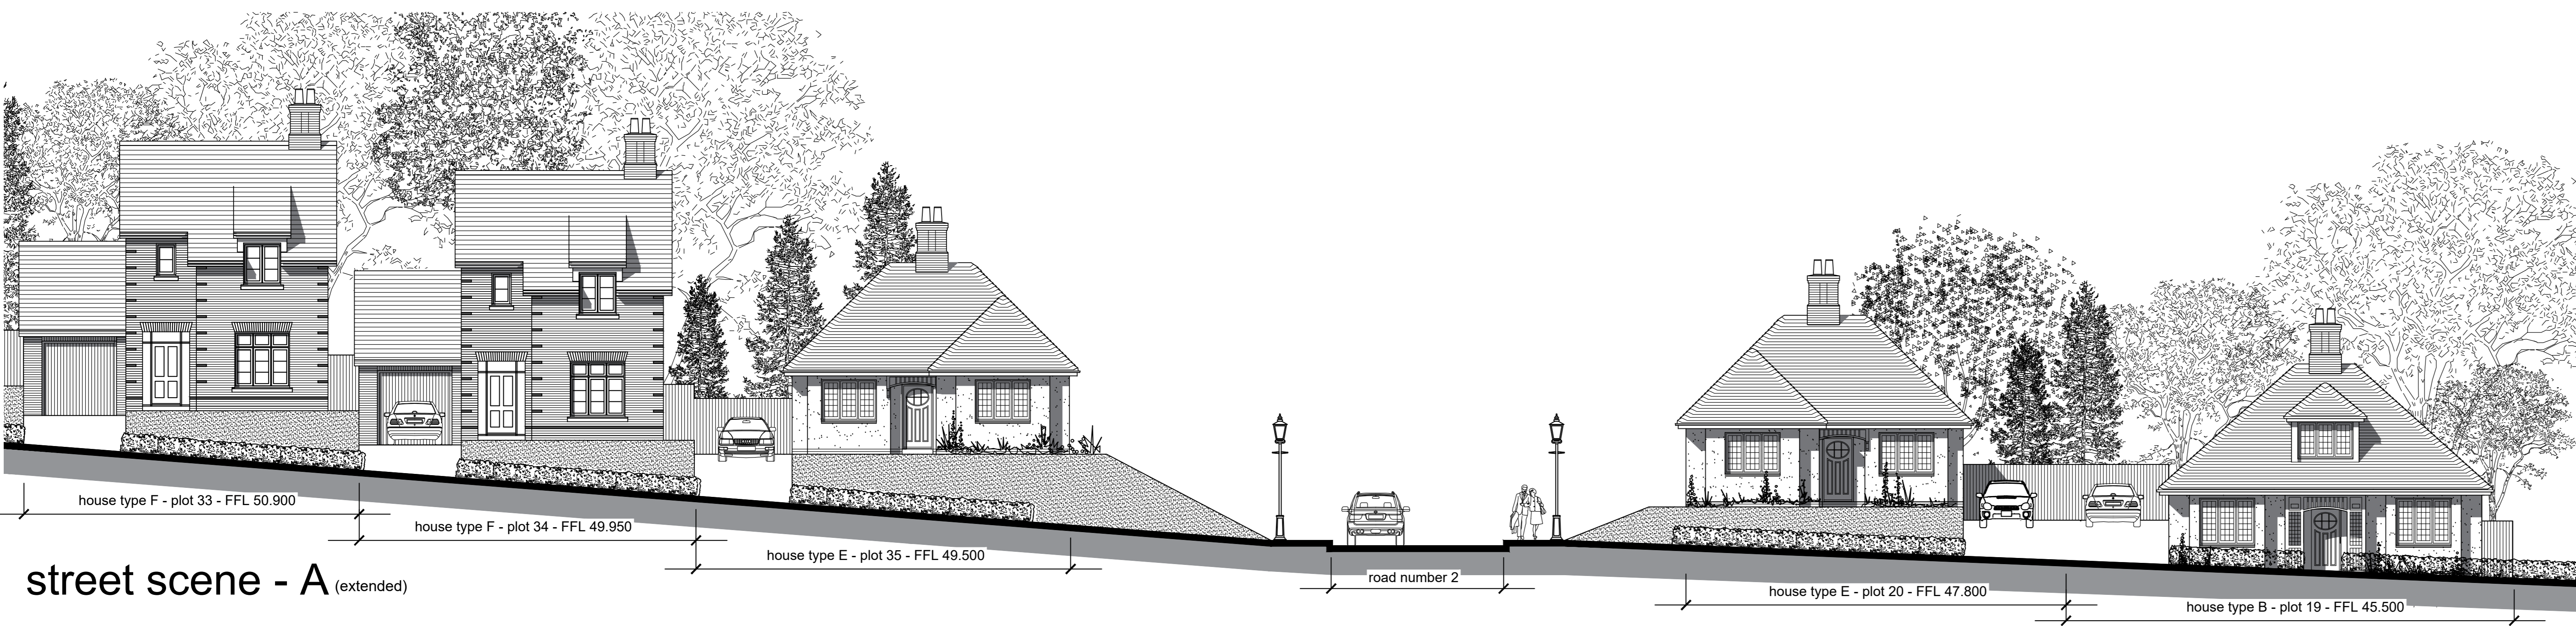 house type F - plot 33 - FFL 50.900
house type F - plot 34 - FFL 49.950
house type E - plot 35 - FFL 49.500
road number 2
house type E - plot 20 - FFL 47.800
house type B - plot 19 - FFL 45.500
street scene - A (extended)